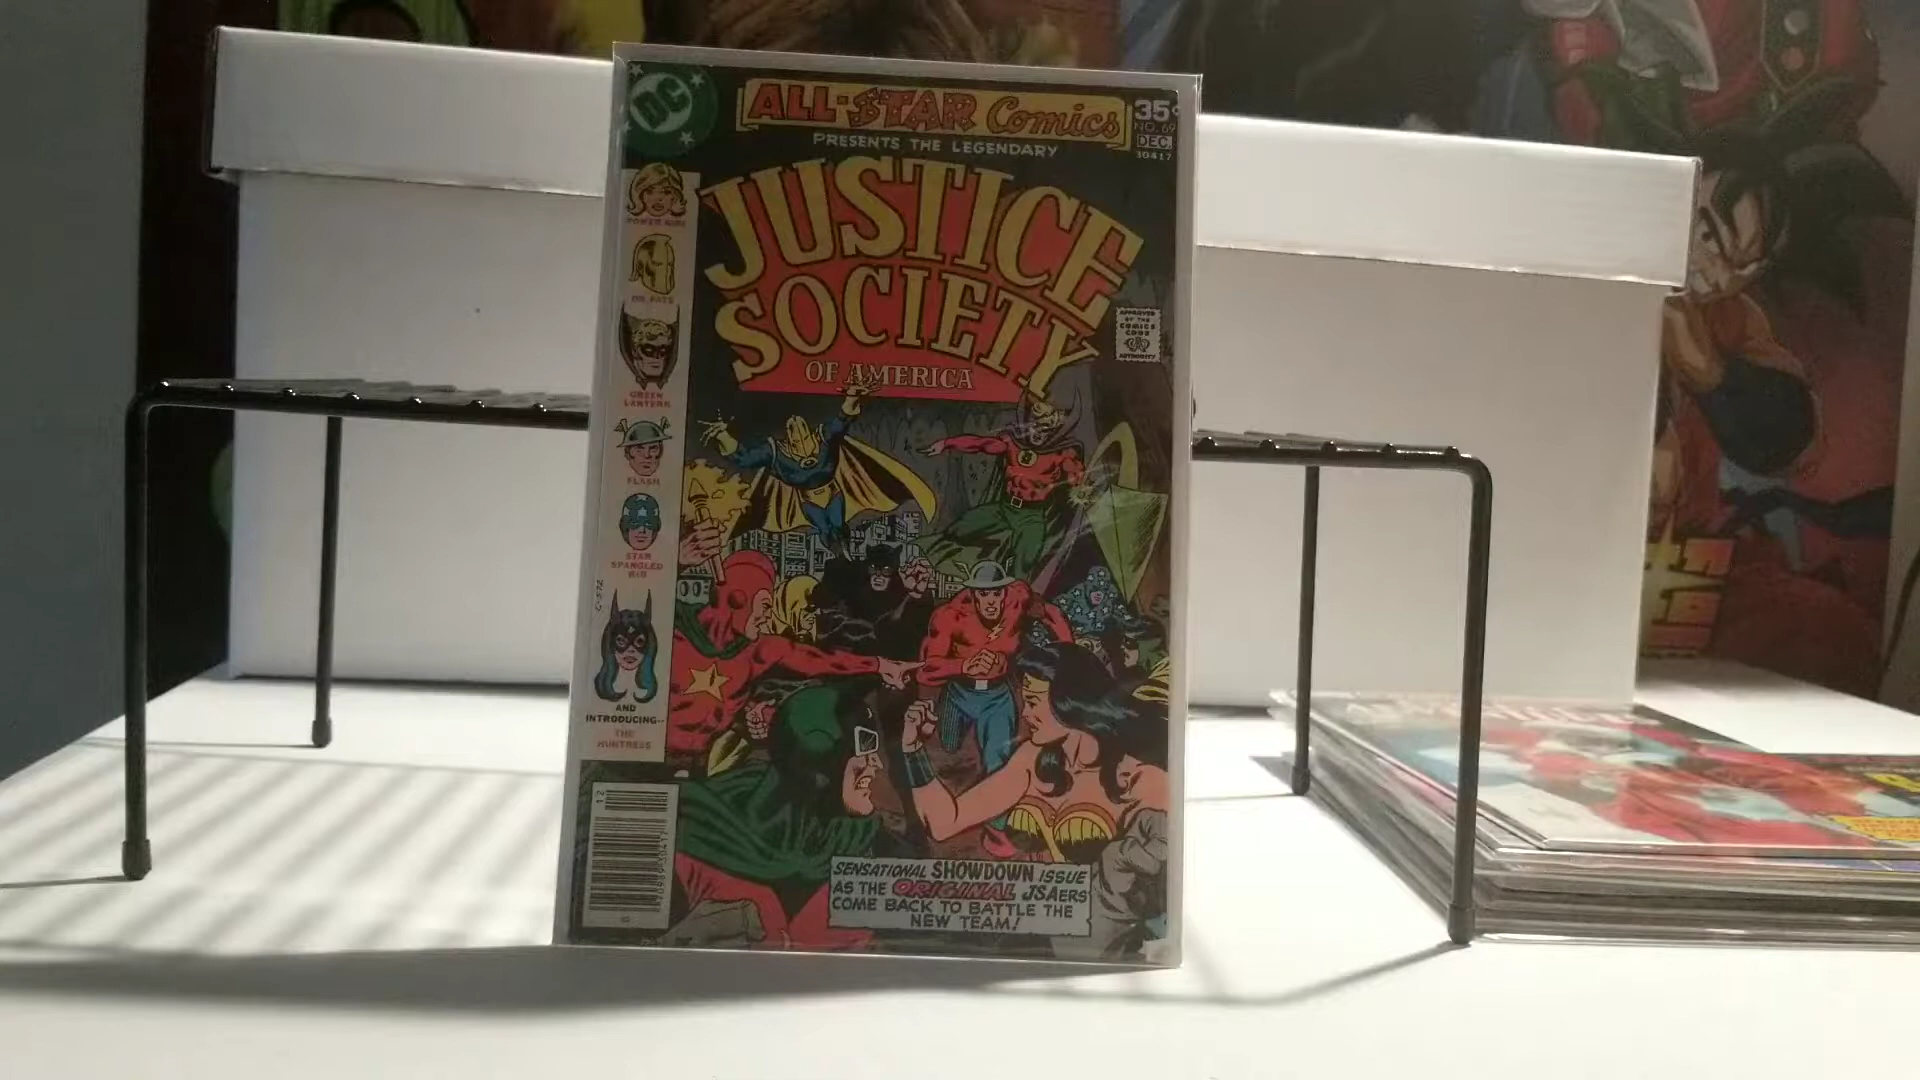 DC
ALL-STAR Comics
35¢
NO. 69
DEC.
30417
PRESENTS THE LEGENDARY
JUSTICE
SOCIETY
OF AMERICA
APPROVED
BY THE
COMICS
CODE
AUTHORITY
POWER GIRL
DR. FATE
GREEN
LANTERN
FLASH
STAR
SPANGLED
KID
AND
INTRODUCING--
THE
HUNTRESS
12
SENSATIONAL SHOWDOWN ISSUE
AS THE ORIGINAL JSAERS
COME BACK TO BATTLE THE
NEW TEAM!